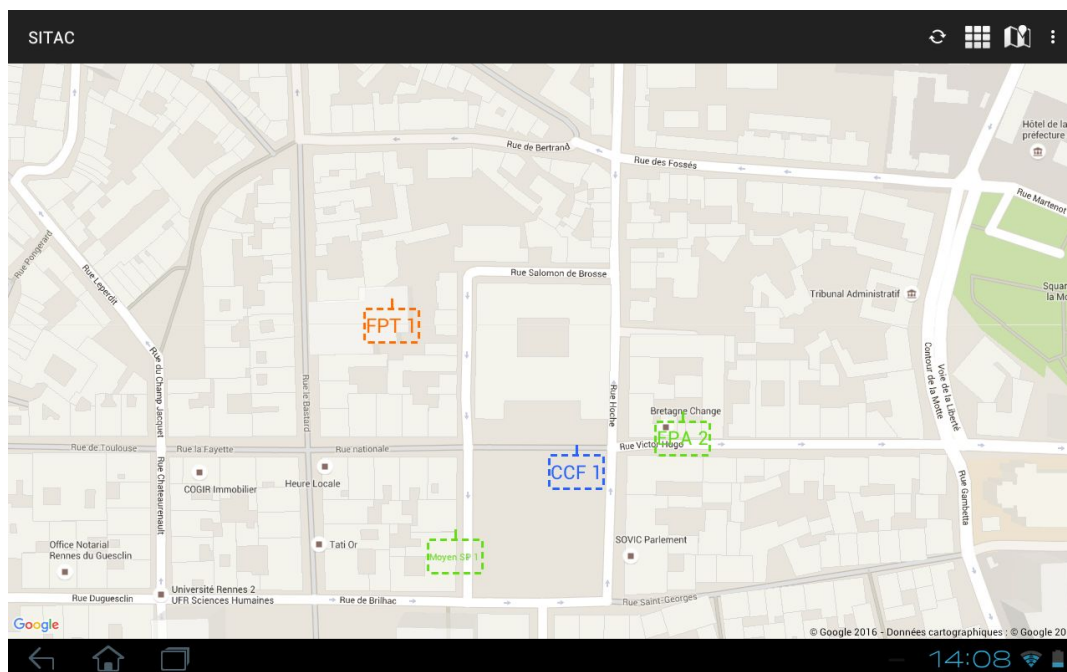 SITAC
Hôtel de la
préfecture
Rue de Bertrand
Rue des Fossés
Rue Martenot
Rue Pongerard
Rue Leperdit
Rue Salomon de Brosse
Tribunal Administratif
Squar
la Mo
FPT 1
Rue du Champ Jacquet
Rue le Bastard
Rue Hoche
Contour de la Motte
Voie de la Liberté
Bretagne Change
FPA 2
Rue de Toulouse
Rue la Fayette
Rue nationale
Rue Victor Hugo
CCF 1
COGIR Immobilier
Heure Locale
Rue Chateaurenault
Rue Gambetta
Office Notarial
Rennes du Guesclin
Tati Or
Moyen SP 1
SOVIC Parlement
Université Rennes 2
UFR Sciences Humaines
Rue Duguesclin
Rue de Brilhac
Rue Saint-Georges
Google
© Google 2016 - Données cartographiques : © Google 20
14:08